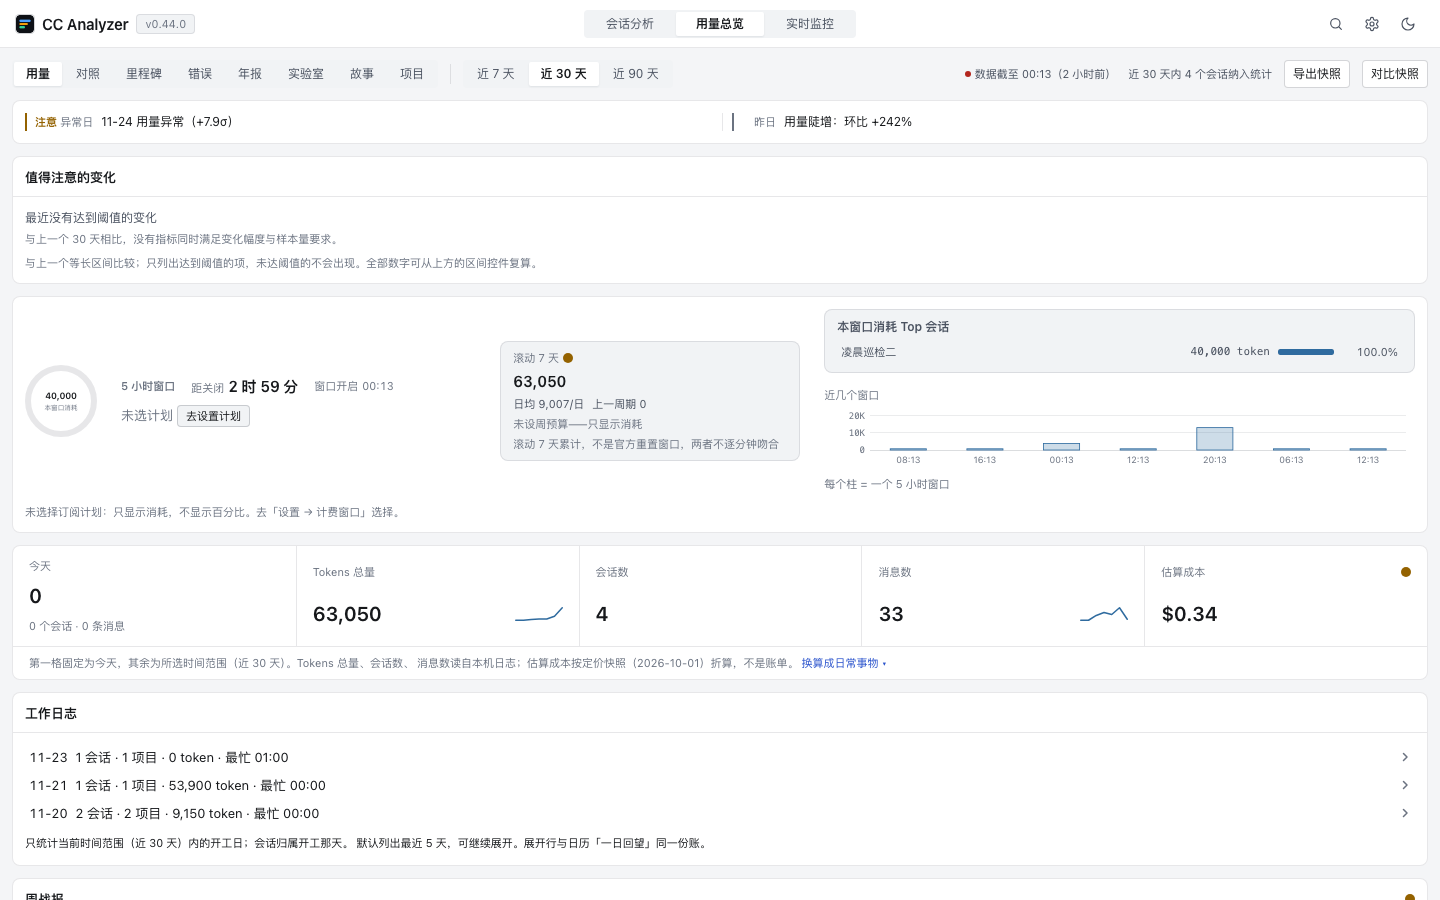 CC Analyzer v0.44.0 会话分析 用量总览 实时监控
用量 对照 里程碑 错误 年报 实验室 故事 项目 近 7 天 近 30 天 近 90 天 数据截至 00:13（2 小时前） 近 30 天内 4 个会话纳入统计 导出快照 对比快照
注意 异常日 11-24 用量异常（+7.9σ） 昨日 用量陡增：环比 +242%
值得注意的变化
最近没有达到阈值的变化
与上一个 30 天相比，没有指标同时满足变化幅度与样本量要求。
与上一个等长区间比较；只列出达到阈值的项，未达阈值的不会出现。全部数字可从上方的区间控件复算。
40,000
本窗口消耗
5 小时窗口 距关闭 2 时 59 分 窗口开启 00:13
未选计划 去设置计划
滚动 7 天
63,050
日均 9,007/日 上一周期 0
未设周预算——只显示消耗
滚动 7 天累计，不是官方重置窗口，两者不逐分钟吻合
本窗口消耗 Top 会话
凌晨巡检二 40,000 token 100.0%
近几个窗口
20K
10K
0
08:13 16:13 00:13 12:13 20:13 06:13 12:13
每个柱 = 一个 5 小时窗口
未选择订阅计划：只显示消耗，不显示百分比。去「设置 → 计费窗口」选择。
今天
0
0 个会话 · 0 条消息
Tokens 总量
63,050
会话数
4
消息数
33
估算成本
$0.34
第一格固定为今天，其余为所选时间范围（近 30 天）。Tokens 总量、会话数、消息数读自本机日志；估算成本按定价快照（2026-10-01）折算，不是账单。 换算成日常事物
工作日志
11-23 1 会话 · 1 项目 · 0 token · 最忙 01:00
11-21 1 会话 · 1 项目 · 53,900 token · 最忙 00:00
11-20 2 会话 · 2 项目 · 9,150 token · 最忙 00:00
只统计当前时间范围（近 30 天）内的开工日；会话归属开工那天。 默认列出最近 5 天，可继续展开。展开行与日历「一日回望」同一份账。
周战报